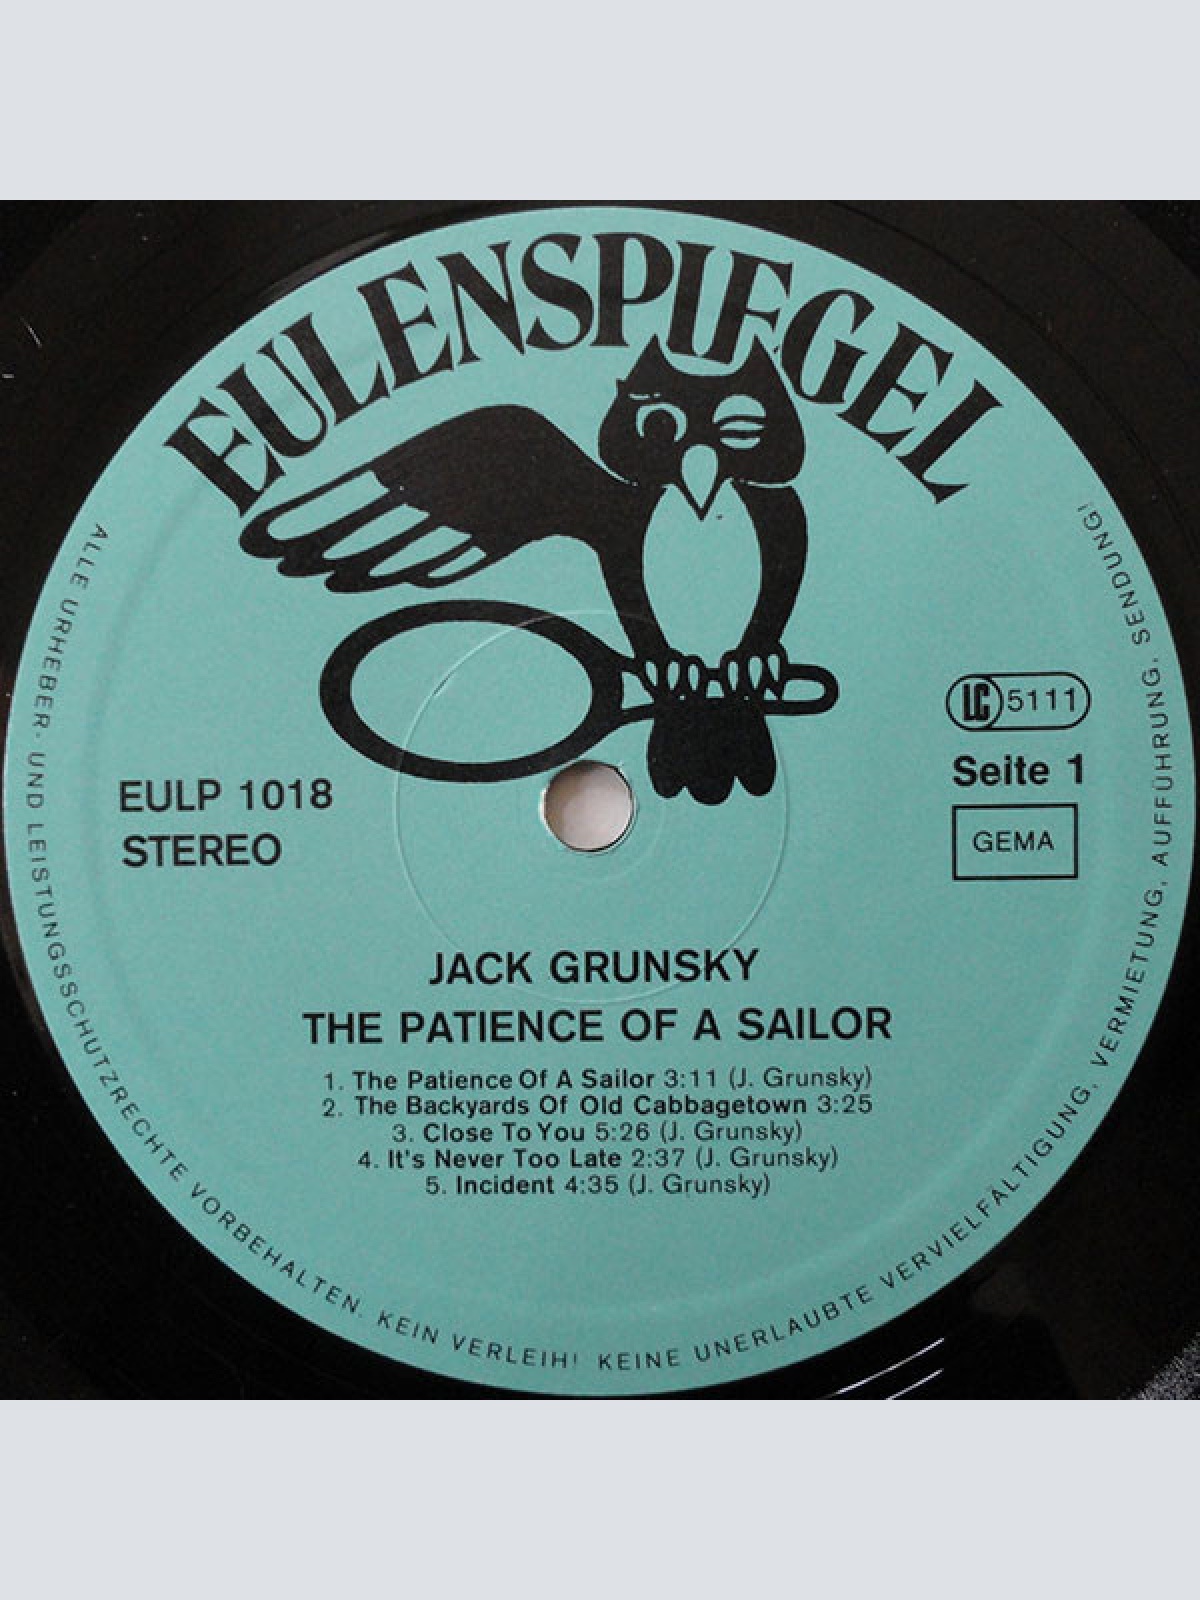 EULENSPIEGEL
LC 5111
Seite 1
GEMA
EULP 1018
STEREO
JACK GRUNSKY
THE PATIENCE OF A SAILOR
1. The Patience Of A Sailor 3:11 (J. Grunsky)
2. The Backyards Of Old Cabbagetown 3:25
3. Close To You 5:26 (J. Grunsky)
4. It's Never Too Late 2:37 (J. Grunsky)
5. Incident 4:35 (J. Grunsky)
ALLE URHEBER- UND LEISTUNGSSCHUTZRECHTE VORBEHALTEN. KEIN VERLEIH! KEINE UNERLAUBTE VERVIELFÄLTIGUNG, VERMIETUNG, AUFFÜHRUNG, SENDUNG!